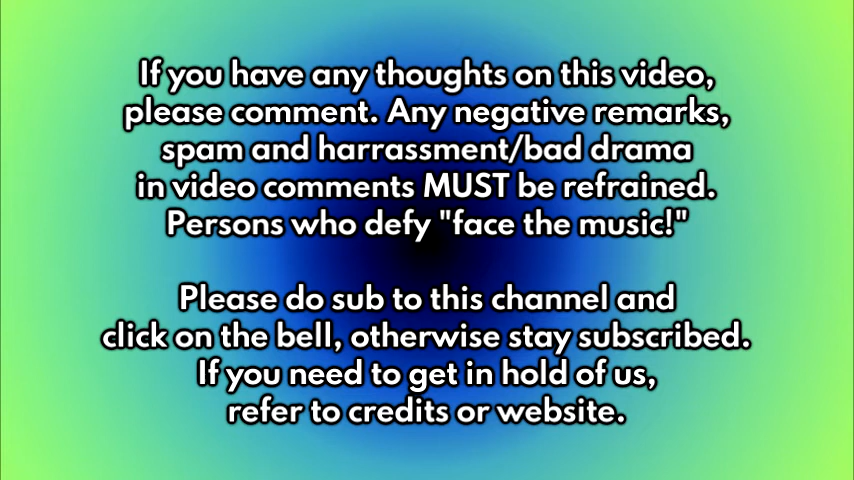 If you have any thoughts on this video,
please comment. Any negative remarks,
spam and harrassment/bad drama
in video comments MUST be refrained.
Persons who defy "face the music!"
Please do sub to this channel and
click on the bell, otherwise stay subscribed.
If you need to get in hold of us,
refer to credits or website.